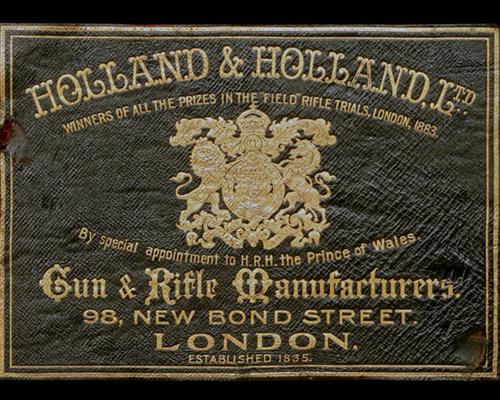 HOLLAND & HOLLAND, LTD.
WINNERS OF ALL THE PRIZES IN THE "FIELD" RIFLE TRIALS, LONDON, 1883.
By special appointment to H.R.H. the Prince of Wales.
Gun & Rifle Manufacturers.
98, NEW BOND STREET.
LONDON.
ESTABLISHED 1835.